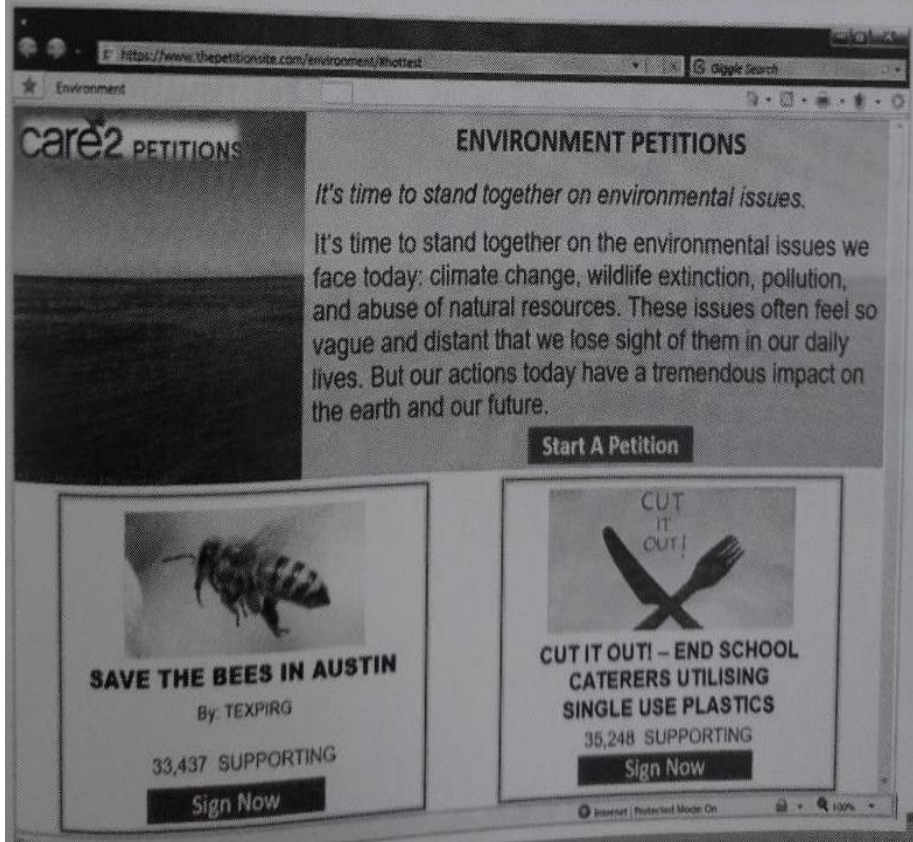 https://www.thepetitionsite.com/environment/#hottest
Giggle Search
Environment
care2 PETITIONS
ENVIRONMENT PETITIONS
It's time to stand together on environmental issues.
It's time to stand together on the environmental issues we
face today: climate change, wildlife extinction, pollution,
and abuse of natural resources. These issues often feel so
vague and distant that we lose sight of them in our daily
lives. But our actions today have a tremendous impact on
the earth and our future.
Start A Petition
SAVE THE BEES IN AUSTIN
By: TEXPIRG
33,437 SUPPORTING
Sign Now
CUT
IT
OUT!
CUT IT OUT! – END SCHOOL
CATERERS UTILISING
SINGLE USE PLASTICS
35,248 SUPPORTING
Sign Now
Internet | Protected Mode: On
100%